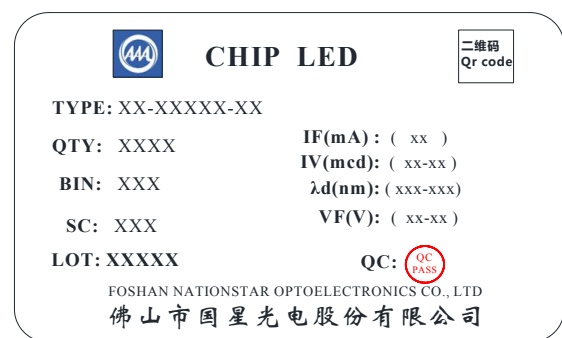 CHIP LED
二维码
Qr code
TYPE: XX-XXXXX-XX
QTY: XXXX
IF(mA) : ( xx )
IV(mcd): ( xx-xx )
BIN: XXX
λd(nm): ( xxx-xxx)
SC: XXX
VF(V): ( xx-xx )
LOT: XXXXX
QC: QC
PASS
FOSHAN NATIONSTAR OPTOELECTRONICS CO., LTD
佛山市国星光电股份有限公司